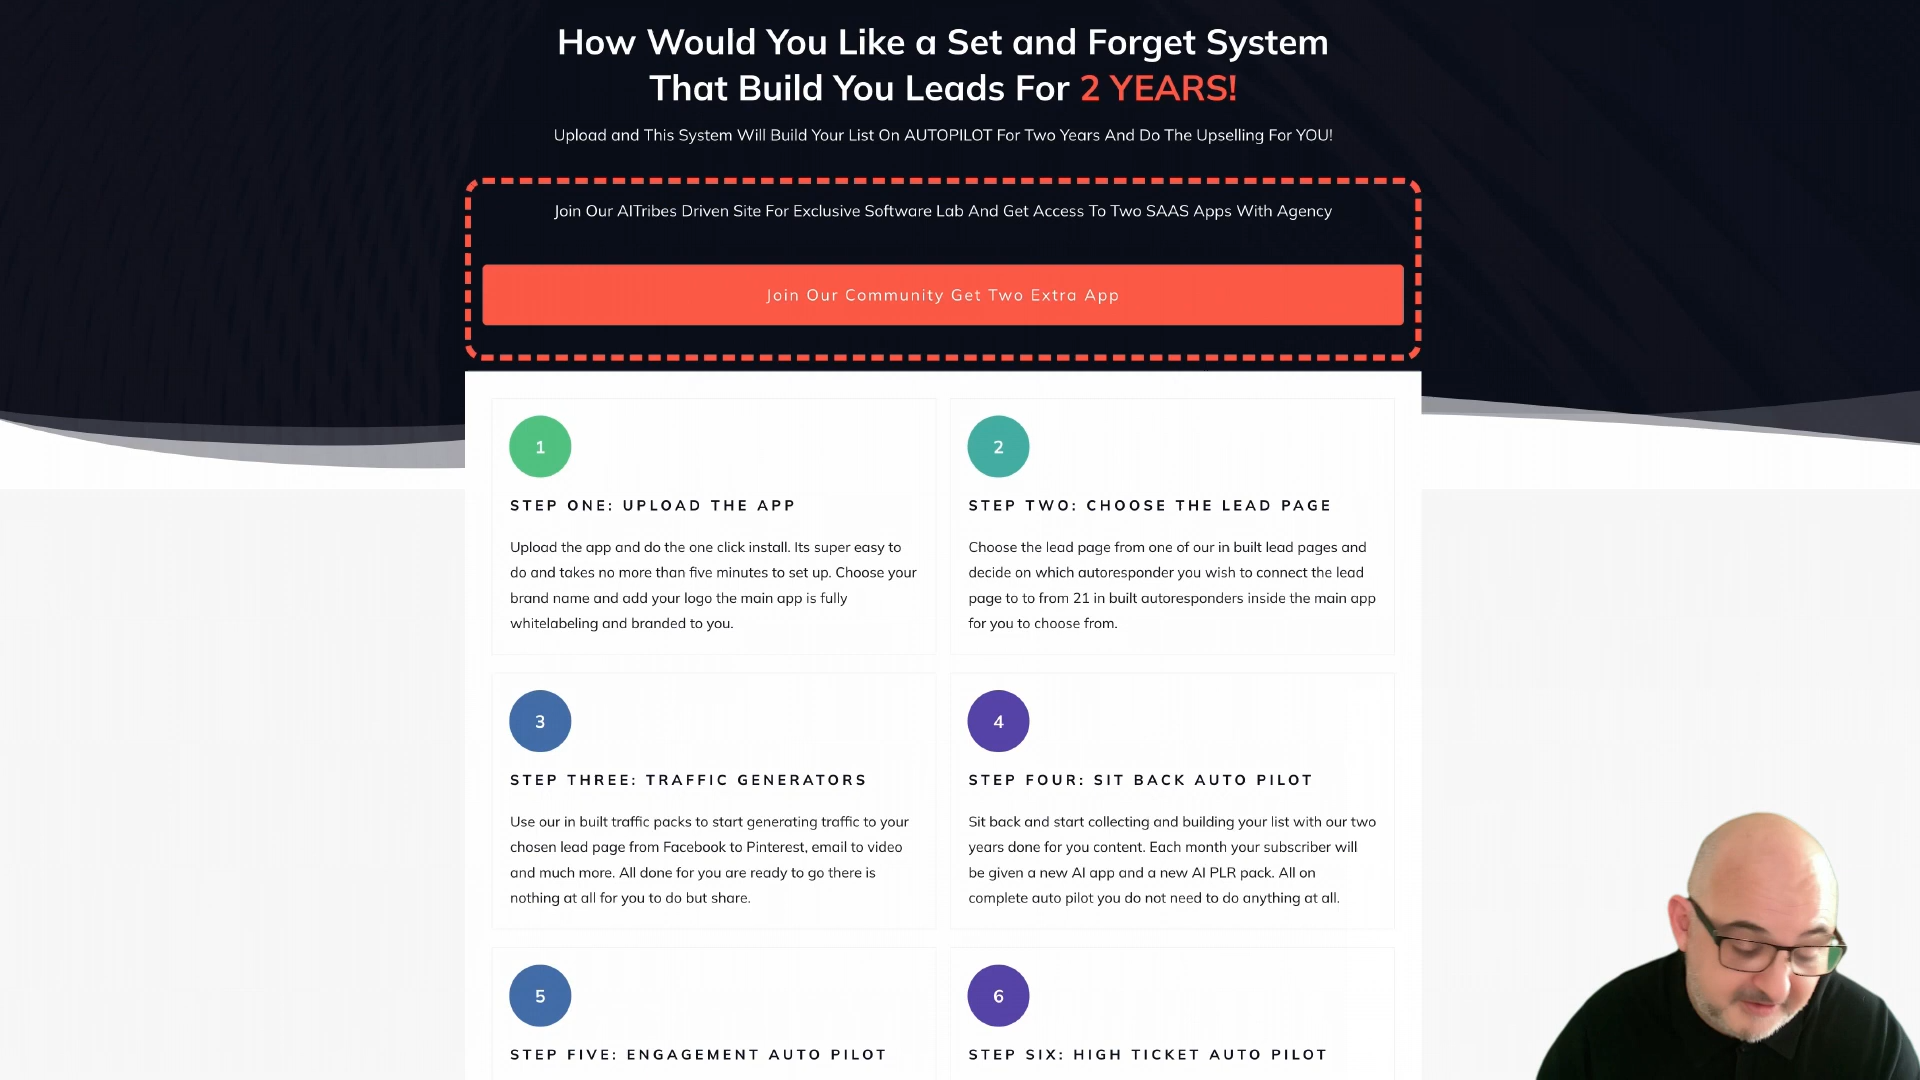 How Would You Like a Set and Forget System
That Build You Leads For 2 YEARS!
Upload and This System Will Build Your List On AUTOPILOT For Two Years And Do The Upselling For YOU!
Join Our AITribes Driven Site For Exclusive Software Lab And Get Access To Two SAAS Apps With Agency
Join Our Community Get Two Extra App
1
STEP ONE: UPLOAD THE APP
Upload the app and do the one click install. Its super easy to
do and takes no more than five minutes to set up. Choose your
brand name and add your logo the main app is fully
whitelabeling and branded to you.
2
STEP TWO: CHOOSE THE LEAD PAGE
Choose the lead page from one of our in built lead pages and
decide on which autoresponder you wish to connect the lead
page to to from 21 in built autoresponders inside the main app
for you to choose from.
3
STEP THREE: TRAFFIC GENERATORS
Use our in built traffic packs to start generating traffic to your
chosen lead page from Facebook to Pinterest, email to video
and much more. All done for you are ready to go there is
nothing at all for you to do but share.
4
STEP FOUR: SIT BACK AUTO PILOT
Sit back and start collecting and building your list with our two
years done for you content. Each month your subscriber will
be given a new AI app and a new AI PLR pack. All on
complete auto pilot you do not need to do anything at all.
5
STEP FIVE: ENGAGEMENT AUTO PILOT
6
STEP SIX: HIGH TICKET AUTO PILOT